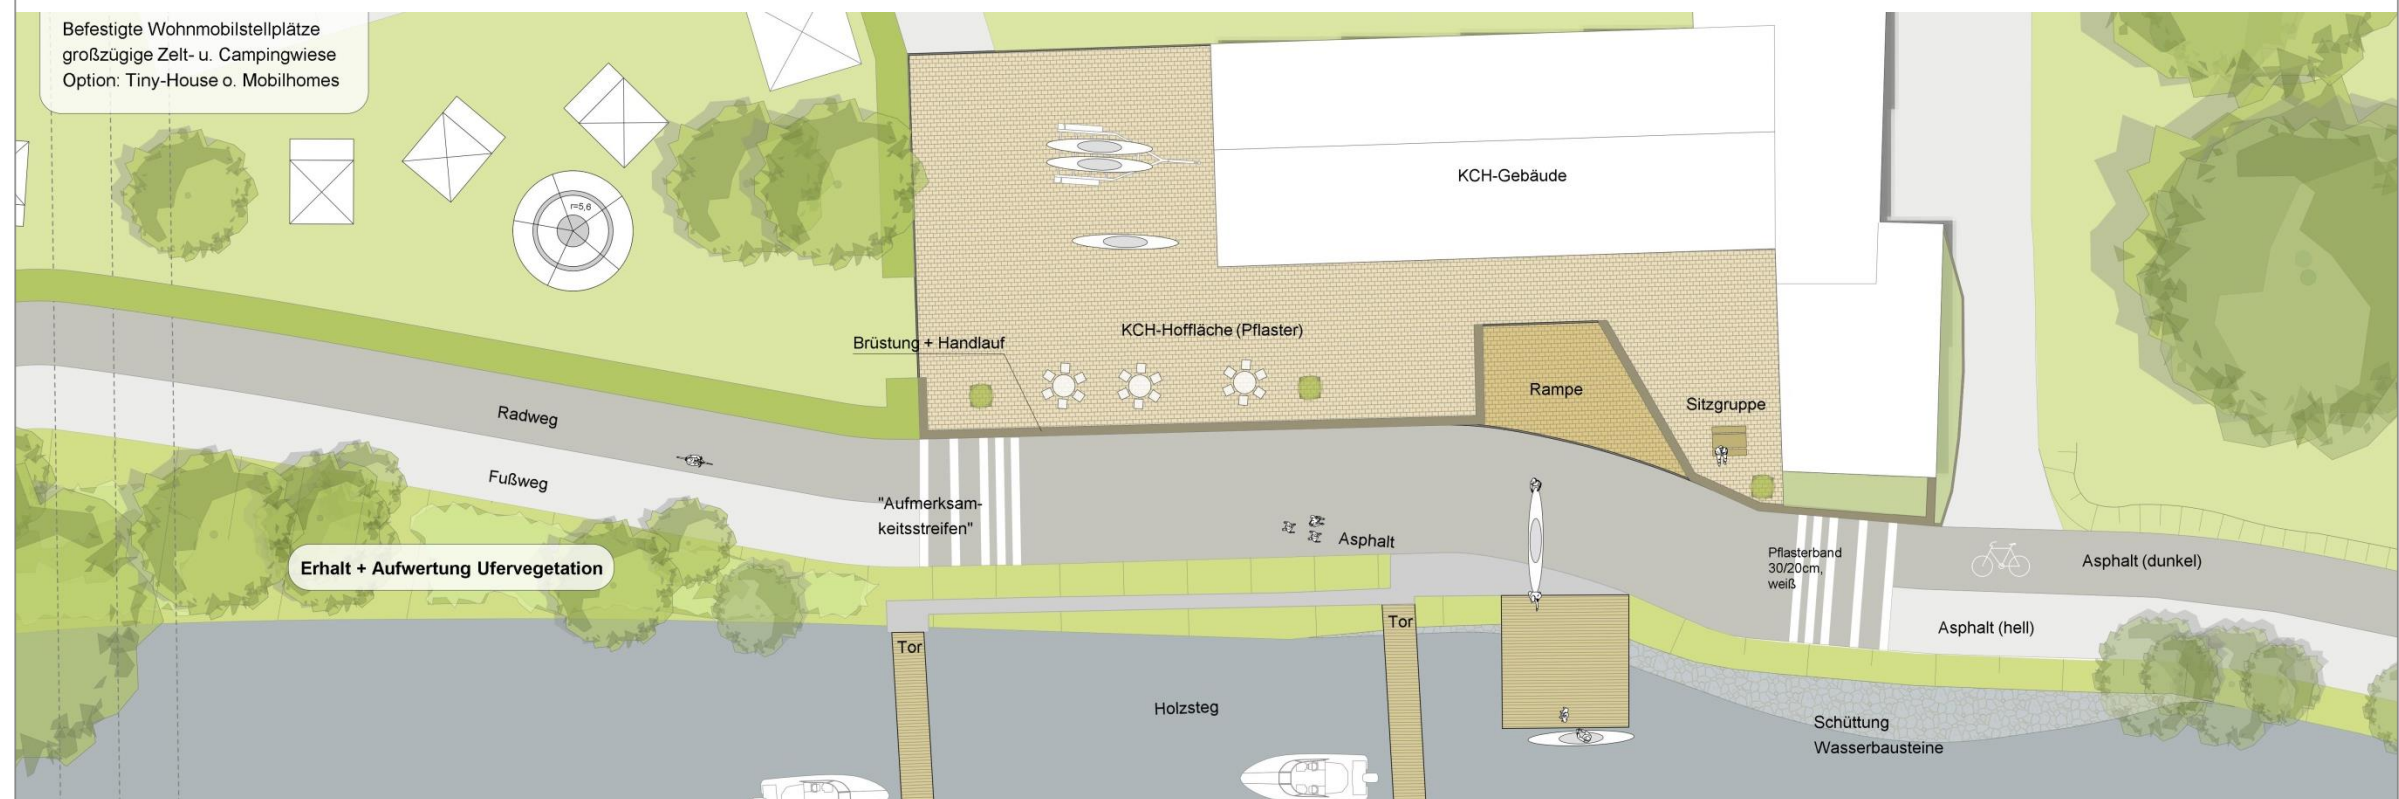 Befestigte Wohnmobilstellplätze
großzügige Zelt- u. Campingwiese
Option: Tiny-House o. Mobilhomes
r=5,6
KCH-Gebäude
KCH-Hoffläche (Pflaster)
Brüstung + Handlauf
Rampe
Sitzgruppe
Radweg
Fußweg
"Aufmerksam-
keitsstreifen"
Asphalt
Pflasterband
30/20cm,
weiß
Asphalt (dunkel)
Asphalt (hell)
Erhalt + Aufwertung Ufervegetation
Tor
Tor
Holzsteg
Schüttung
Wasserbausteine